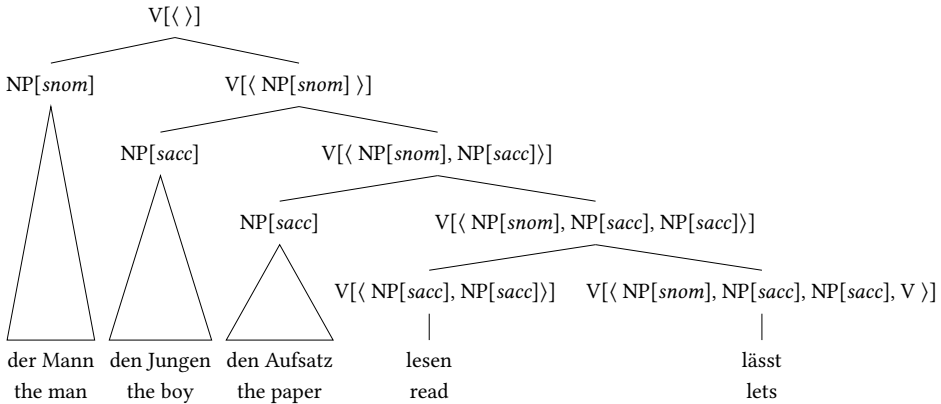 V[⟨ ⟩]
NP[snom] V[⟨ NP[snom] ⟩]
NP[sacc] V[⟨ NP[snom], NP[sacc]⟩]
NP[sacc] V[⟨ NP[snom], NP[sacc], NP[sacc]⟩]
V[⟨ NP[sacc], NP[sacc]⟩] V[⟨ NP[snom], NP[sacc], NP[sacc], V ⟩]
der Mann den Jungen den Aufsatz lesen lässt
the man the boy the paper read lets